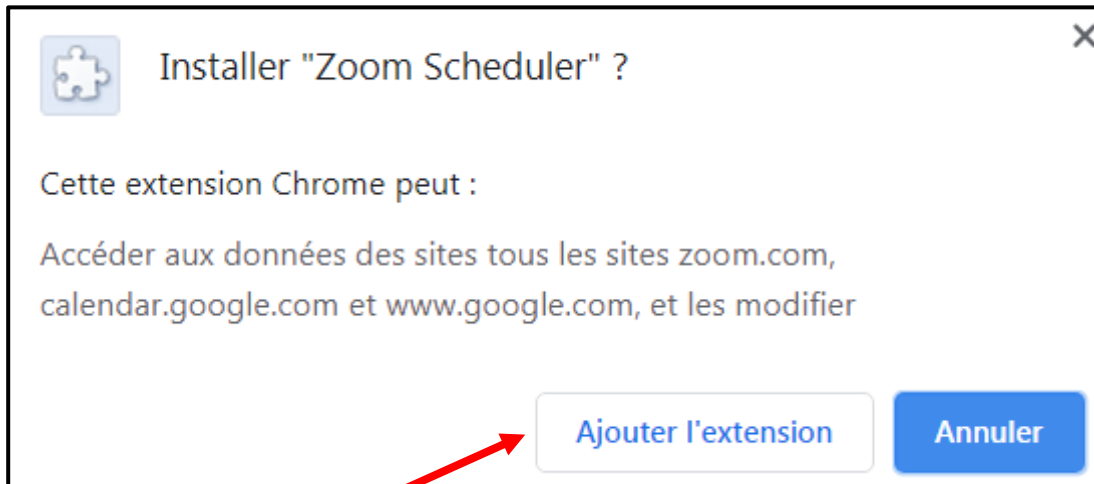 Installer "Zoom Scheduler" ?
Cette extension Chrome peut :
Accéder aux données des sites tous les sites zoom.com,
calendar.google.com et www.google.com, et les modifier
Ajouter l'extension
Annuler